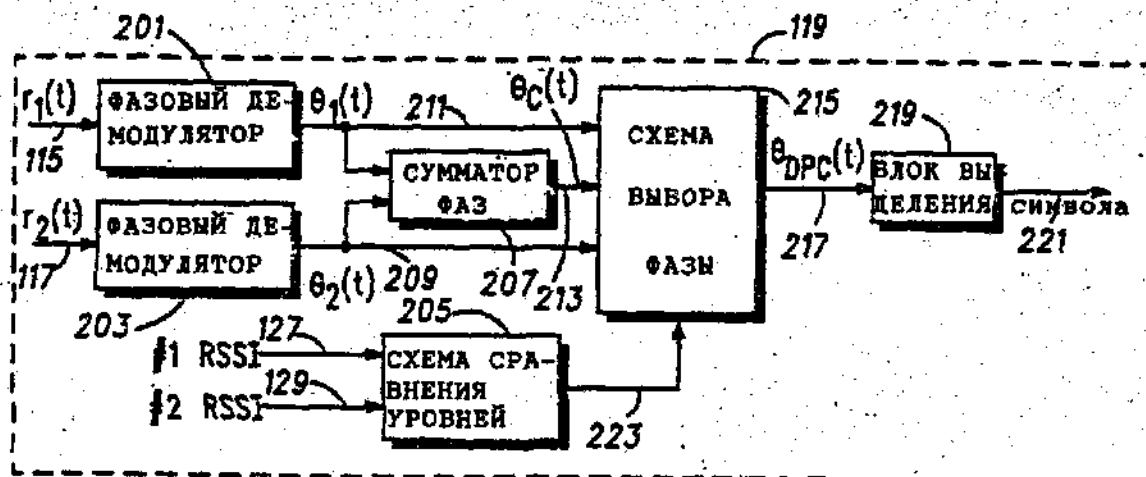 201
119
r₁(t)
ФАЗОВЫЙ ДЕ-
МОДУЛЯТОР
θ₁(t)
211
θ_C(t)
215
115
СХЕМА
ВЫБОРА
ФАЗЫ
219
СУММАТОР
ФАЗ
θ_DPC(t)
БЛОК ВЫ
ДЕЛЕНИЯ
символа
217
221
r₂(t)
ФАЗОВЫЙ ДЕ-
МОДУЛЯТОР
117
209
207
213
θ₂(t)
203
205
#1 RSSI
127
СХЕМА СРА-
ВНЕНИЯ
УРОВНЕЙ
#2 RSSI
129
223